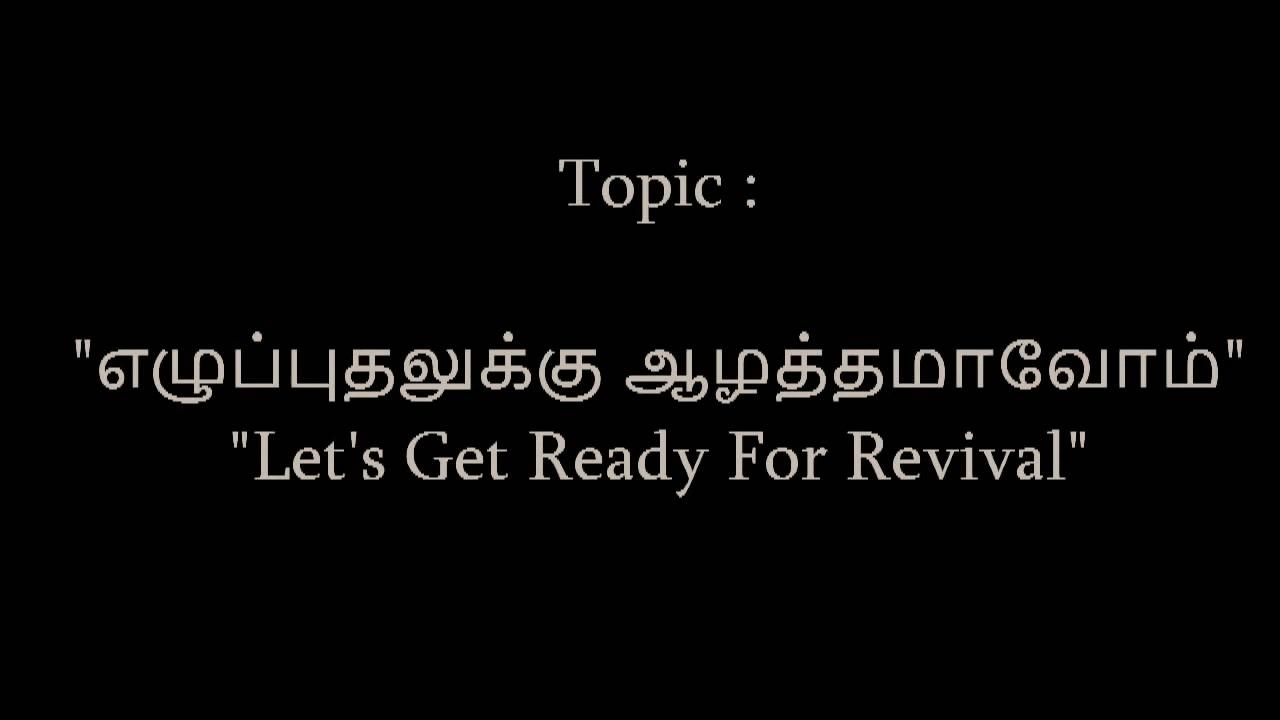 Topic :
"எழுப்புதலுக்கு ஆழத்தமாவோம்"
"Let's Get Ready For Revival"